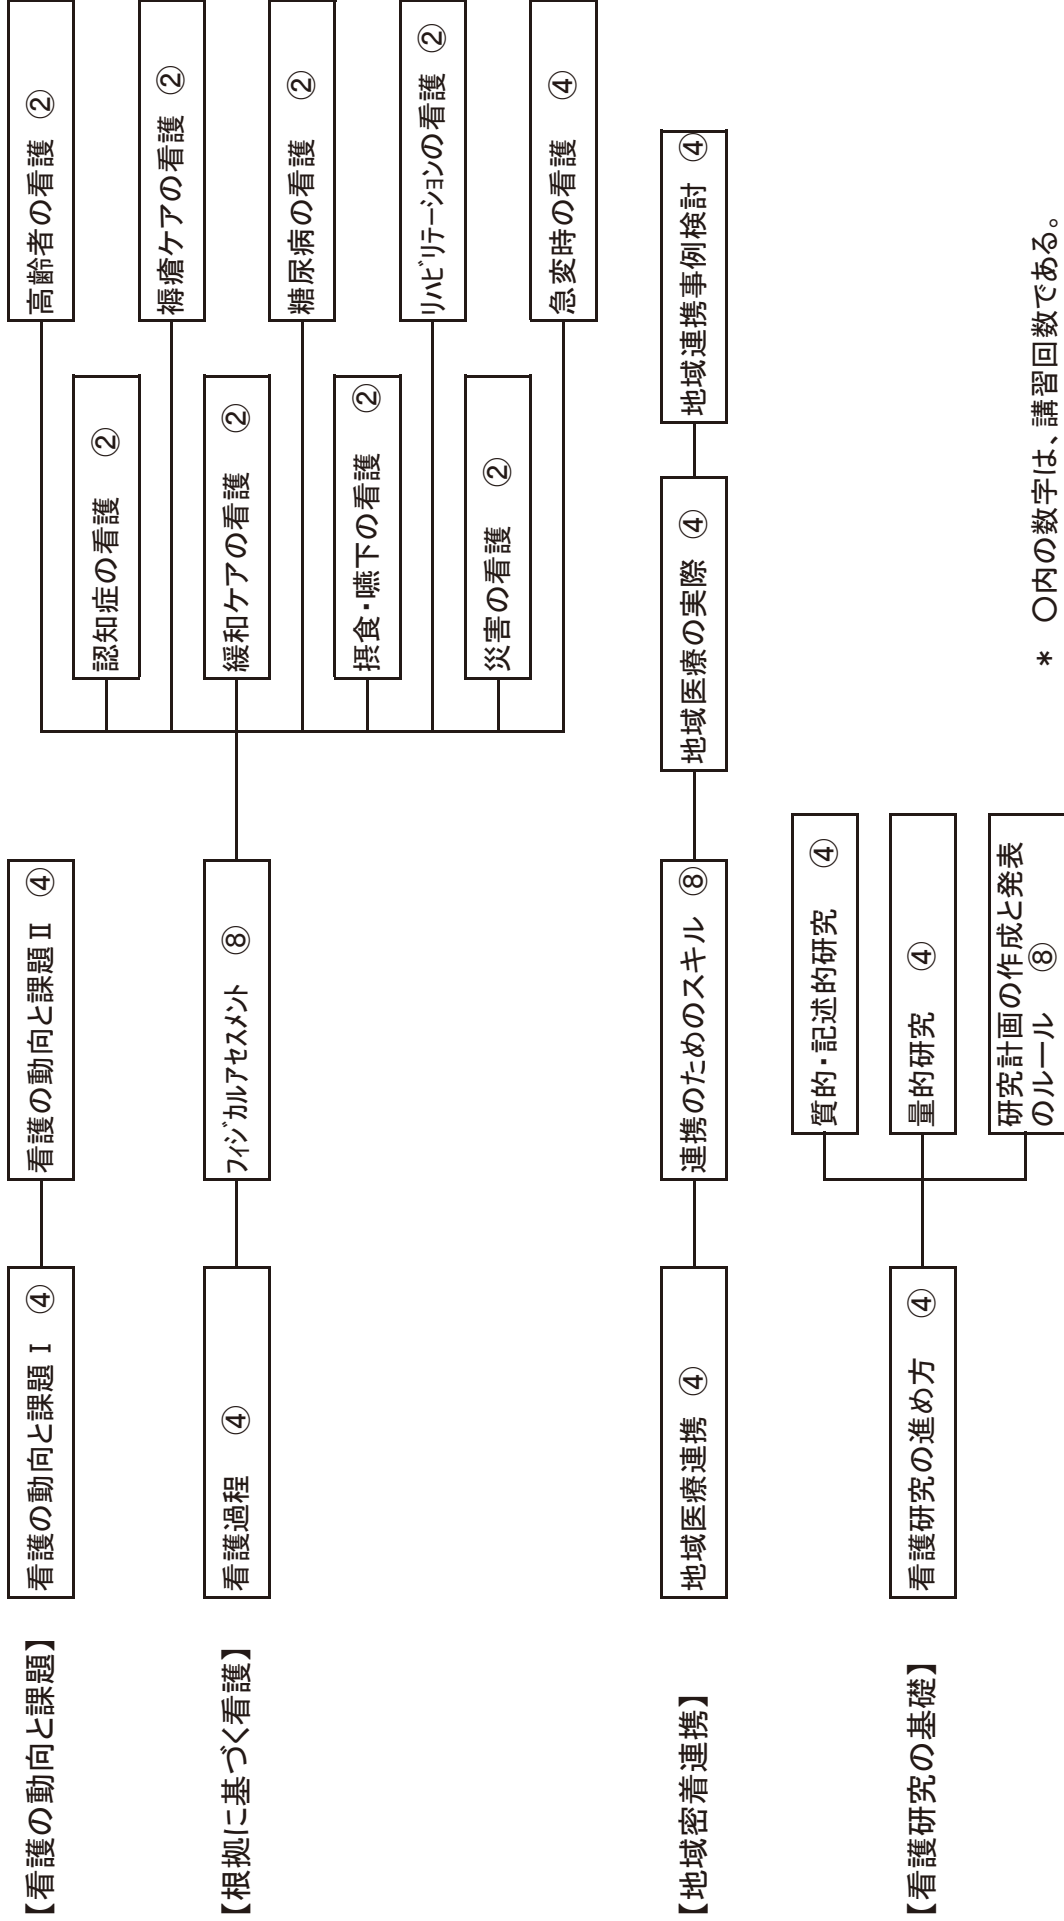 【看護の動向と課題】
看護の動向と課題 Ⅰ ④
看護の動向と課題 Ⅱ ④
【根拠に基づく看護】
看護過程 ④
フィジカルアセスメント ⑧
高齢者の看護 ②
認知症の看護 ②
褥瘡ケアの看護 ②
緩和ケアの看護 ②
糖尿病の看護 ②
摂食・嚥下の看護 ②
リハビリテーションの看護 ②
災害の看護 ②
急変時の看護 ④
【地域密着連携】
地域医療連携 ④
連携のためのスキル ⑧
地域医療の実際 ④
地域連携事例検討 ④
【看護研究の基礎】
看護研究の進め方 ④
質的・記述的研究 ④
量的研究 ④
研究計画の作成と発表
のルール ⑧
* ○内の数字は、講習回数である。